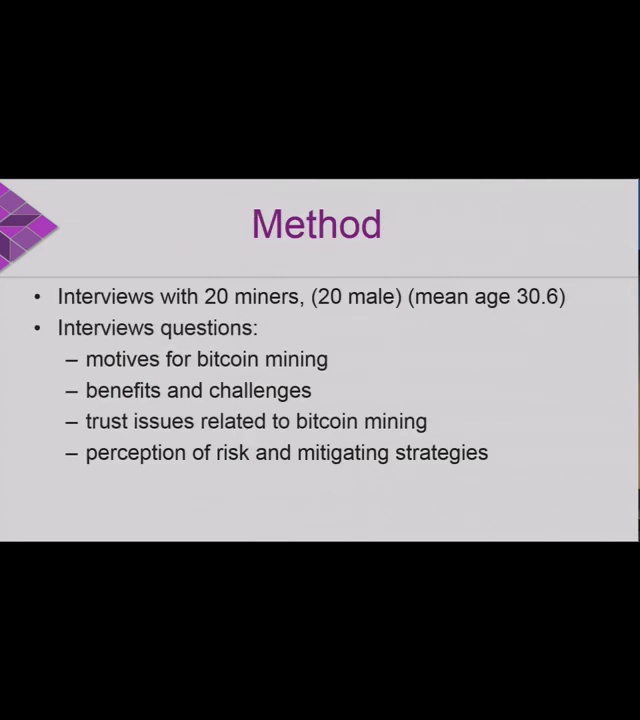 Method
• Interviews with 20 miners, (20 male) (mean age 30.6)
• Interviews questions:
– motives for bitcoin mining
– benefits and challenges
– trust issues related to bitcoin mining
– perception of risk and mitigating strategies